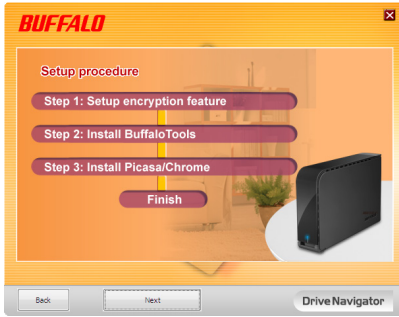 BUFFALO
Setup procedure
Step 1: Setup encryption feature
Step 2: Install BuffaloTools
Step 3: Install Picasa/Chrome
Finish
Back
Next
DriveNavigator